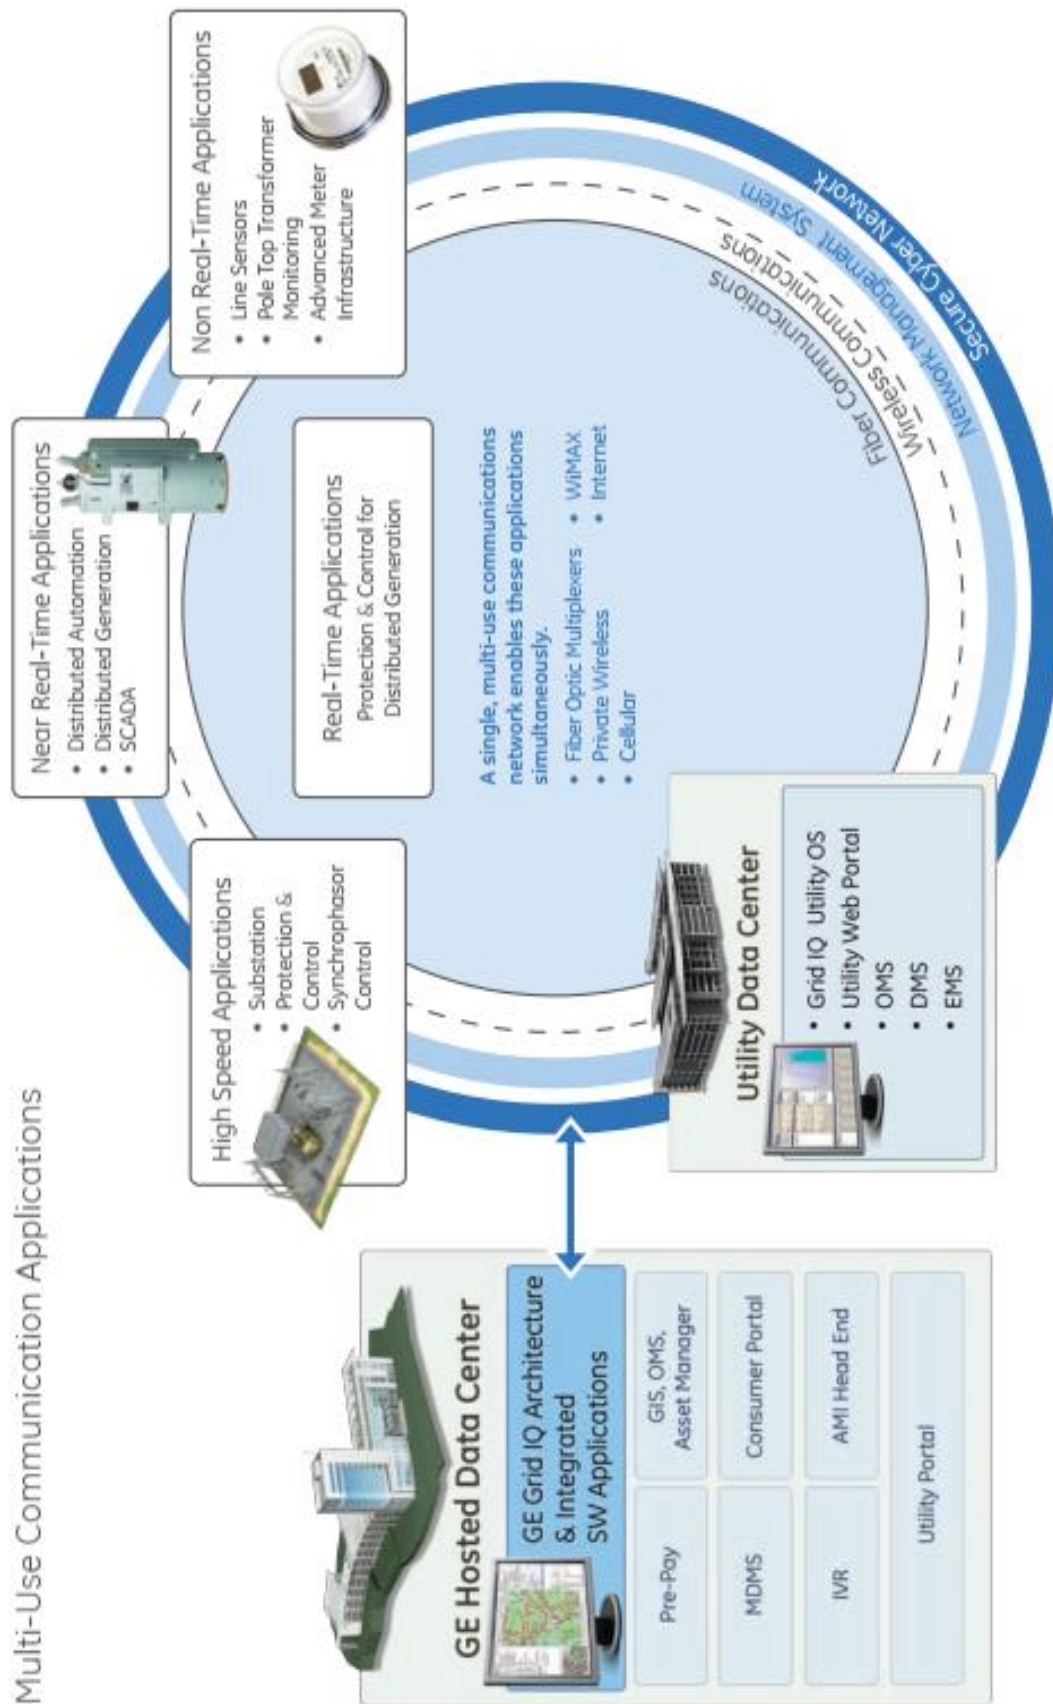 Multi-Use Communication Applications
GE Hosted Data Center
GE Grid IQ Architecture
& Integrated
SW Applications
Pre-Pay
GIS, OMS,
Asset Manager
MDMS
Consumer Portal
IVR
AMI Head End
Utility Portal
High Speed Applications
• Substation
• Protection &
Control
• Synchrophasor
Control
Near Real-Time Applications
• Distributed Automation
• Distributed Generation
• SCADA
Non Real-Time Applications
• Line Sensors
• Pole Top Transformer
Monitoring
• Advanced Meter
Infrastructure
Real-Time Applications
Protection & Control for
Distributed Generation
A single, multi-use communications
network enables these applications
simultaneously.
• Fiber Optic Multiplexers
• Private Wireless
• Cellular
• WiMAX
• Internet
Utility Data Center
• Grid IQ Utility OS
• Utility Web Portal
• OMS
• DMS
• EMS
Fiber Communications
Wireless Communications
Network Management System
Secure Cyber Network